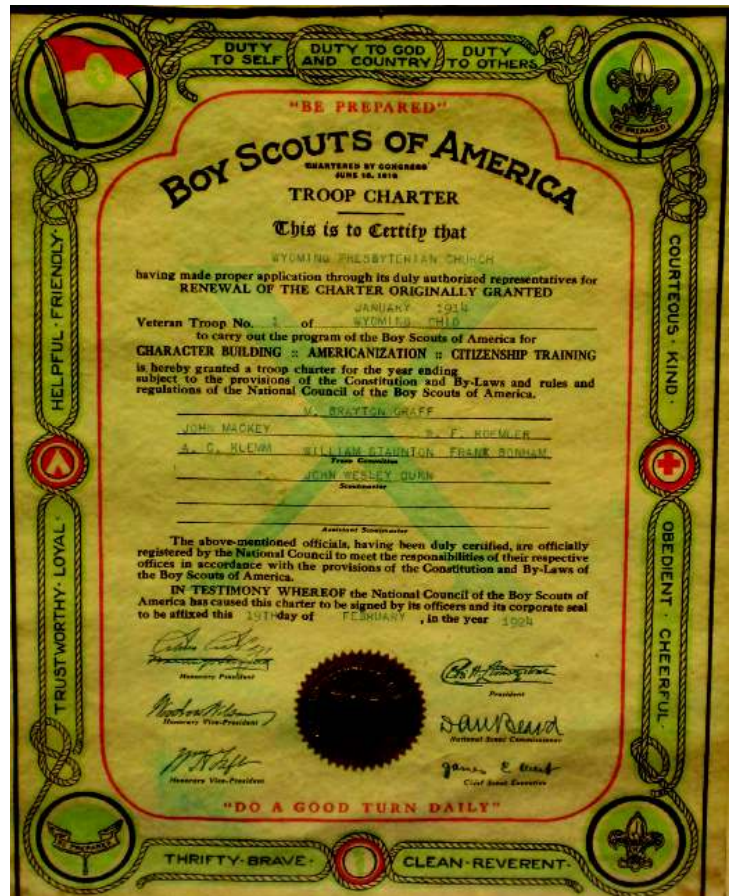 DUTY TO SELF
DUTY TO GOD AND COUNTRY
DUTY TO OTHERS
BE PREPARED
"BE PREPARED"
BOY SCOUTS OF AMERICA
CHARTERED BY CONGRESS
JUNE 15, 1916
TROOP CHARTER
This is to Certify that
WYOMING PRESBYTERIAN CHURCH
having made proper application through its duly authorized representatives for
RENEWAL OF THE CHARTER ORIGINALLY GRANTED
JANUARY 1914
Veteran Troop No. 1 of WYOMING OHIO
to carry out the program of the Boy Scouts of America for
CHARACTER BUILDING :: AMERICANIZATION :: CITIZENSHIP TRAINING
is hereby granted a troop charter for the year ending
subject to the provisions of the Constitution and By-Laws and rules and
regulations of the National Council of the Boy Scouts of America.
W. BRAYTON GRAFF
JOHN MACKEY F. ROEMLER
A. C. KLEMM WILLIAM STAUNTON FRANK BONHAM
Troop Committee
JOHN WESLEY DUNN
Scoutmaster
Assistant Scoutmaster
The above-mentioned officials, having been duly certified, are officially
registered by the National Council to meet the responsibilities of their respective
offices in accordance with the provisions of the Constitution and By-Laws of
the Boy Scouts of America.
IN TESTIMONY WHEREOF the National Council of the Boy Scouts of
America has caused this charter to be signed by its officers and its corporate seal
to be affixed this 19TH day of FEBRUARY , in the year 1924
Honorary President
President
Woodrow Wilson
Honorary Vice-President
Dan Beard
National Scout Commissioner
Wm H Taft
Honorary Vice-President
James E West
Chief Scout Executive
"DO A GOOD TURN DAILY"
HELPFUL · FRIENDLY ·
TRUSTWORTHY · LOYAL ·
COURTEOUS · KIND ·
OBEDIENT · CHEERFUL ·
BE PREPARED
THRIFTY · BRAVE ·
CLEAN · REVERENT ·